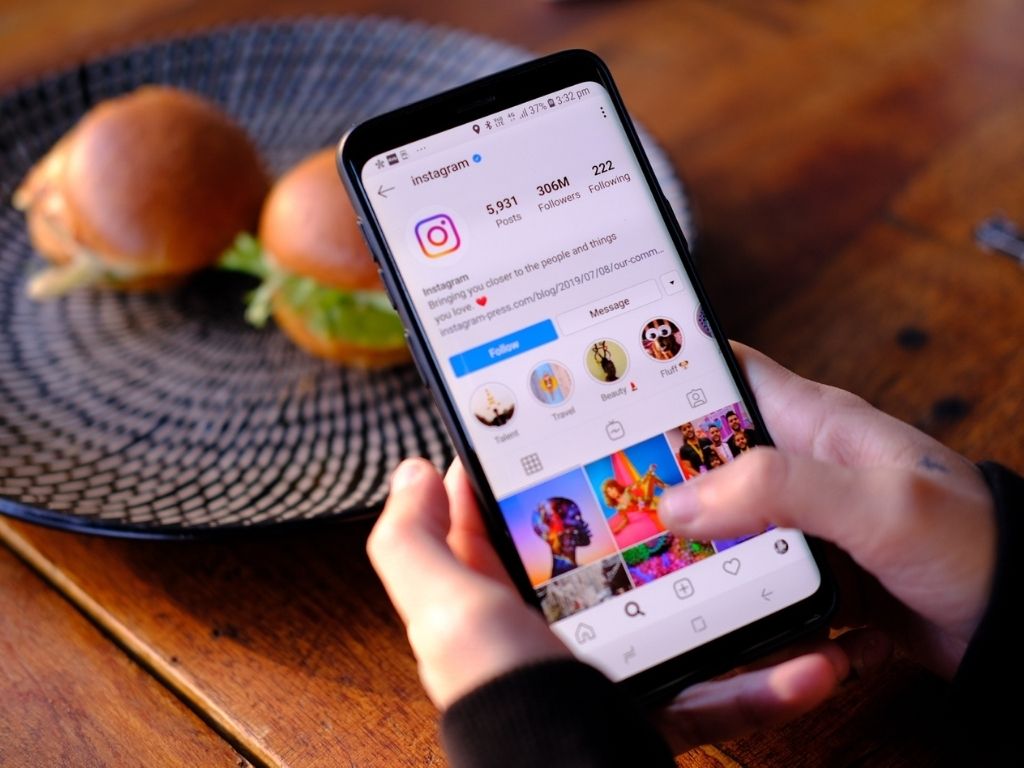 37% 3:32 pm
instagram
5,931 306M 222
Posts Followers Following
Instagram
Bringing you closer to the people and things
you love. ❤️
instagram-press.com/blog/2019/07/08/our-comm...
Follow Message
Talent Travel Beauty💄 Fluff🐶